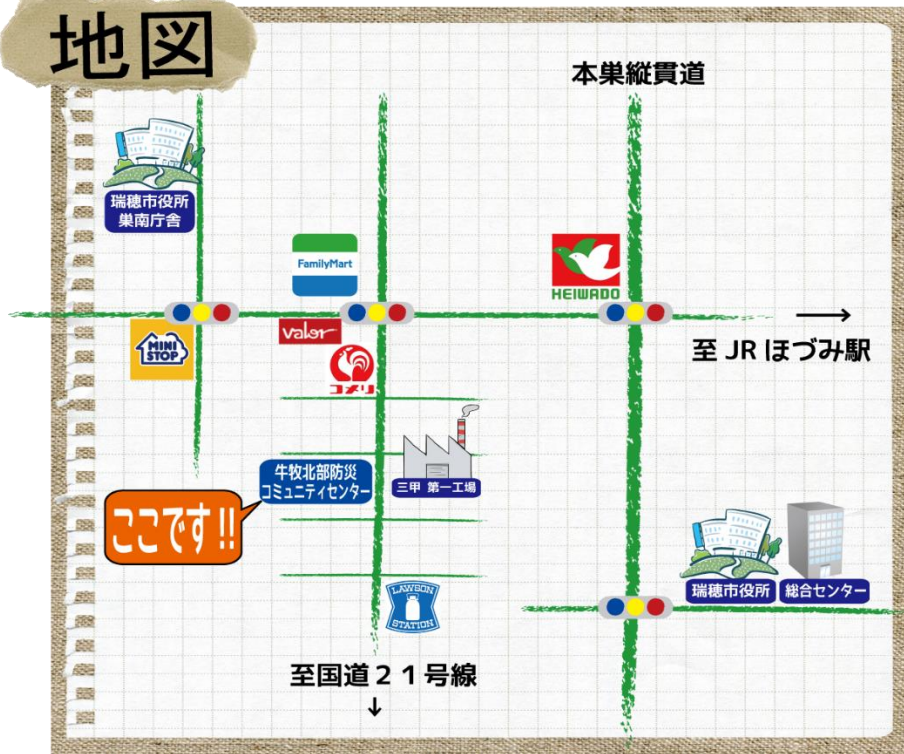 地図
本巣縦貫道
瑞穂市役所
巣南庁舎
FamilyMart
HEIWADO
Valor
MINI
STOP
コメリ
至 JR ほづみ駅
→
牛牧北部防災
コミュニティセンター
三甲 第一工場
ここです!!
LAWSON
STATION
瑞穂市役所
総合センター
至国道２１号線
↓